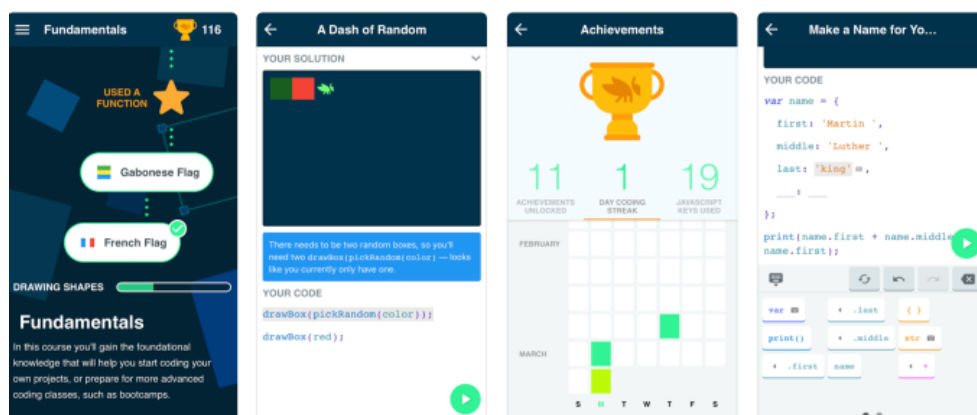 Fundamentals
116
USED A
FUNCTION
Gabonese Flag
French Flag
DRAWING SHAPES
Fundamentals
In this course you'll gain the foundational
knowledge that will help you start coding your
own projects, or prepare for more advanced
coding classes, such as bootcamps.
A Dash of Random
YOUR SOLUTION
There needs to be two random boxes, so you'll
need two drawBox(pickRandom(color) — looks
like you currently only have one.
YOUR CODE
drawBox(pickRandom(color));
drawBox(red);
Achievements
11
ACHIEVEMENTS
UNLOCKED
1
DAY CODING
STREAK
19
JAVASCRIPT
KEYS USED
FEBRUARY
MARCH
S M T W T F S
Make a Name for Yo...
YOUR CODE
var name = {
first: 'Martin ',
middle: 'Luther ',
last: 'king' ,
___: ___
};
print(name.first + name.middle
name.first);
var
.last
{ }
print()
.middle
str
.first
name
+